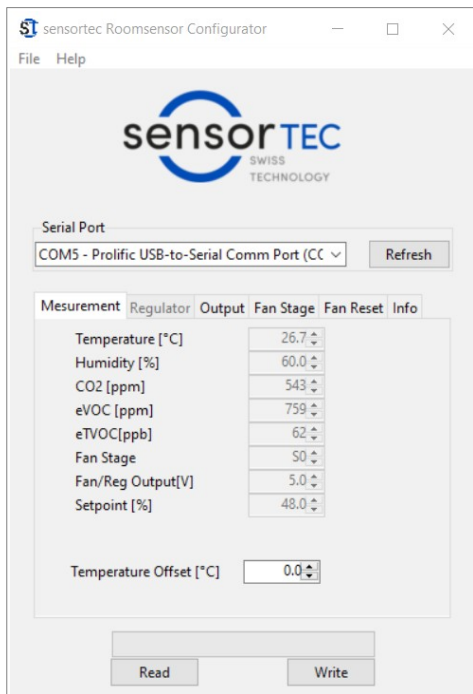 ST sensortec Roomsensor Configurator
File Help
sensorTEC
SWISS
TECHNOLOGY
Serial Port
COM5 - Prolific USB-to-Serial Comm Port (CC Refresh
Mesurement Regulator Output Fan Stage Fan Reset Info
Temperature [°C] 26.7
Humidity [%] 60.0
CO2 [ppm] 543
eVOC [ppm] 759
eTVOC[ppb] 62
Fan Stage S0
Fan/Reg Output[V] 5.0
Setpoint [%] 48.0
Temperature Offset [°C] 0.0
Read Write